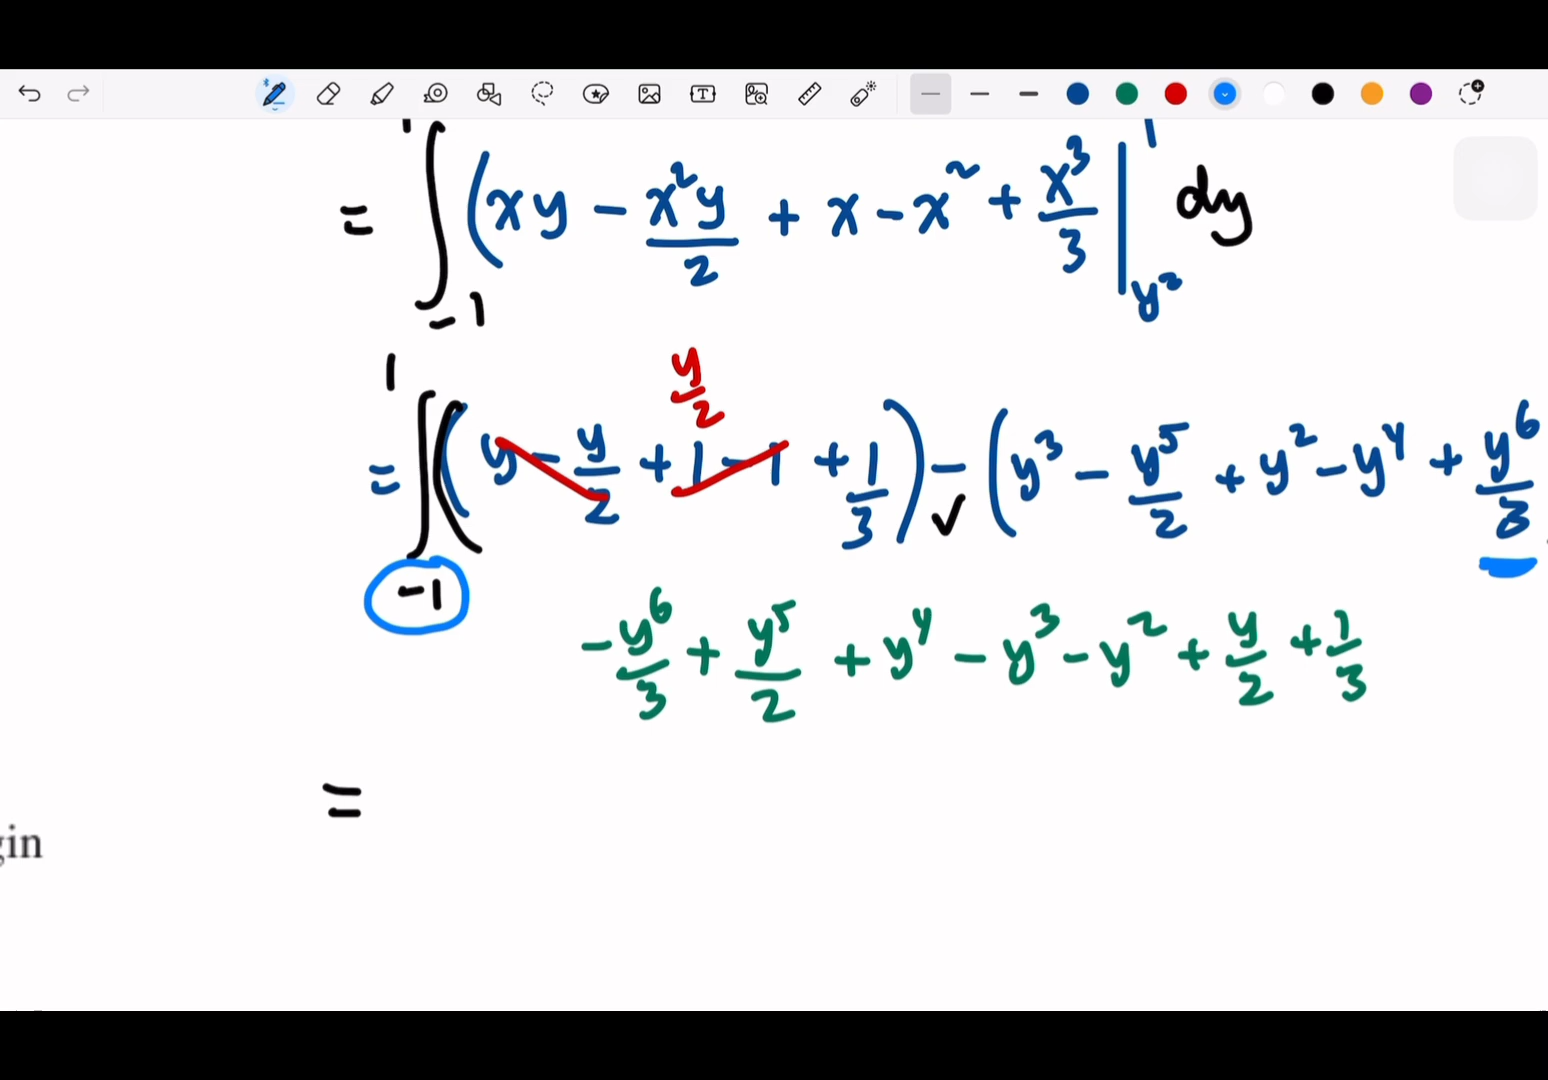 = ∫_{-1}^{1} (xy - x²y/2 + x - x² + x³/3 |_{y²}^{1} dy
y/2
= ∫_{-1}^{1} ((y - y/2 + 1 - 1 + 1/3) - (y³ - y⁵/2 + y² - y⁴ + y⁶/3
✓
-y⁶/3 + y⁵/2 + y⁴ - y³ - y² + y/2 + 1/3
=
gin